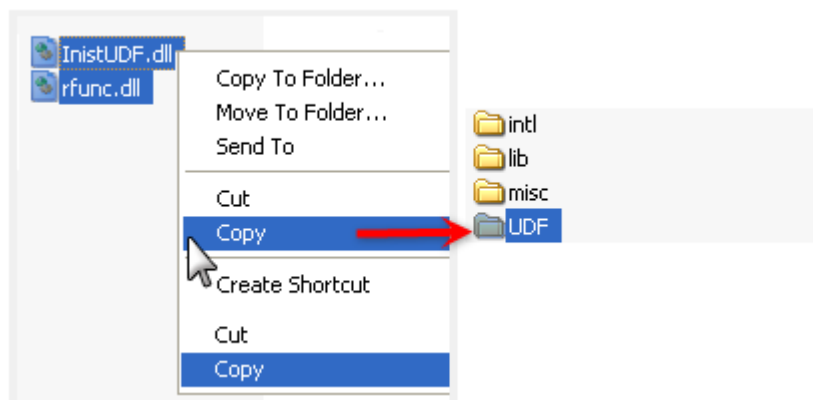 InistUDF.dll
rfunc.dll
Copy To Folder...
Move To Folder...
Send To
Cut
Copy
Create Shortcut
Cut
Copy
intl
lib
misc
UDF